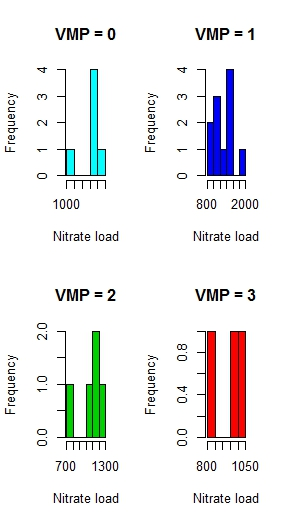 VMP = 0
VMP = 1
Frequency
0 1 2 3 4
1000
Nitrate load
Frequency
0 1 2 3 4
800 2000
Nitrate load
VMP = 2
VMP = 3
Frequency
0.0 1.0 2.0
700 1300
Nitrate load
Frequency
0.0 0.4 0.8
800 1050
Nitrate load